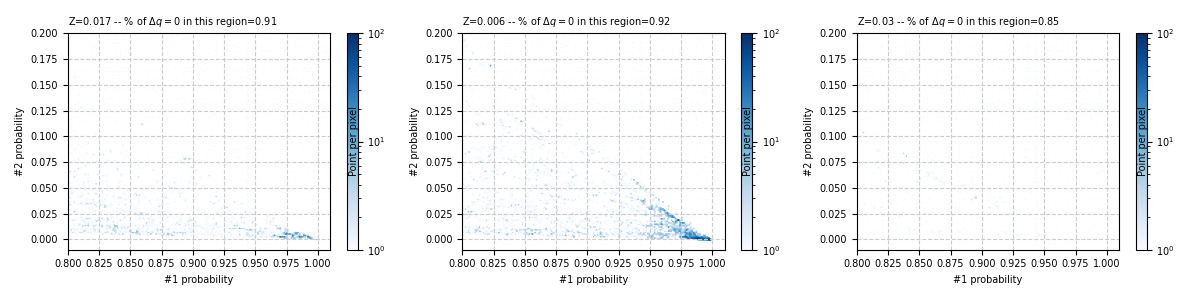 Z=0.017 -- % of Δq = 0 in this region=0.91
0.200
0.175
0.150
0.125
0.100
0.075
0.050
0.025
0.000
#2 probability
0.800 0.825 0.850 0.875 0.900 0.925 0.950 0.975 1.000
#1 probability
10²
10¹
10⁰
Point per pixel
Z=0.006 -- % of Δq = 0 in this region=0.92
0.200
0.175
0.150
0.125
0.100
0.075
0.050
0.025
0.000
#2 probability
0.800 0.825 0.850 0.875 0.900 0.925 0.950 0.975 1.000
#1 probability
10²
10¹
10⁰
Point per pixel
Z=0.03 -- % of Δq = 0 in this region=0.85
0.200
0.175
0.150
0.125
0.100
0.075
0.050
0.025
0.000
#2 probability
0.800 0.825 0.850 0.875 0.900 0.925 0.950 0.975 1.000
#1 probability
10²
10¹
10⁰
Point per pixel